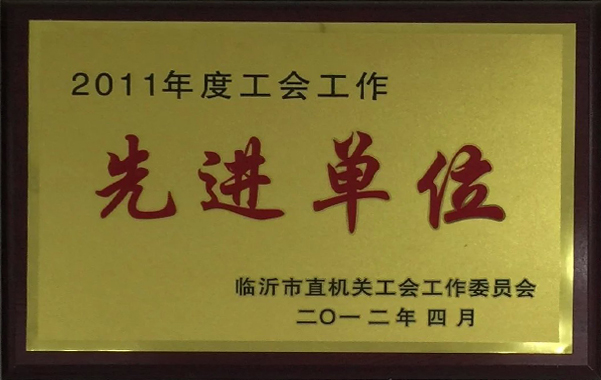 2011年度工会工作
先进单位
临沂市直机关工会工作委员会
二〇一二年四月